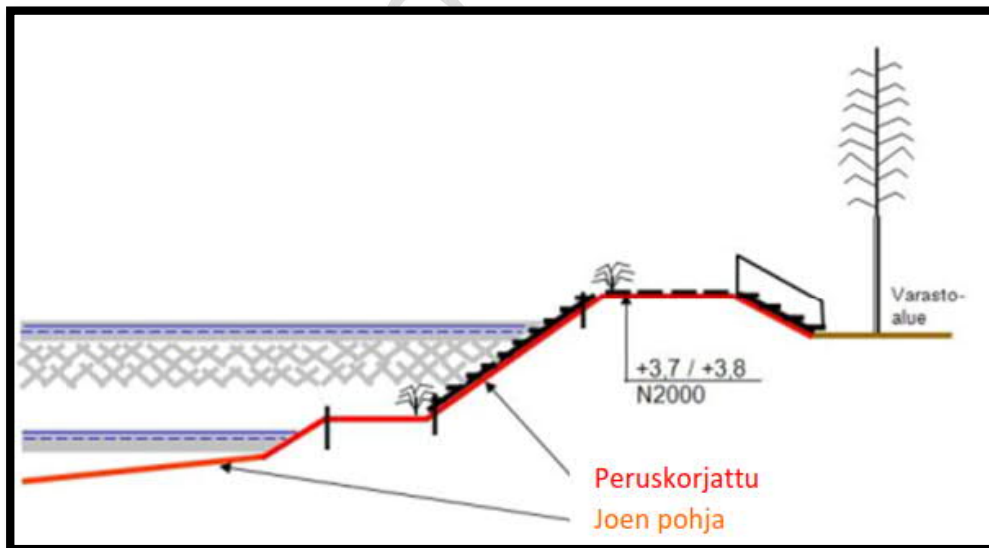 Varasto-
alue
+3,7 / +3,8
N2000
Peruskorjattu
Joen pohja